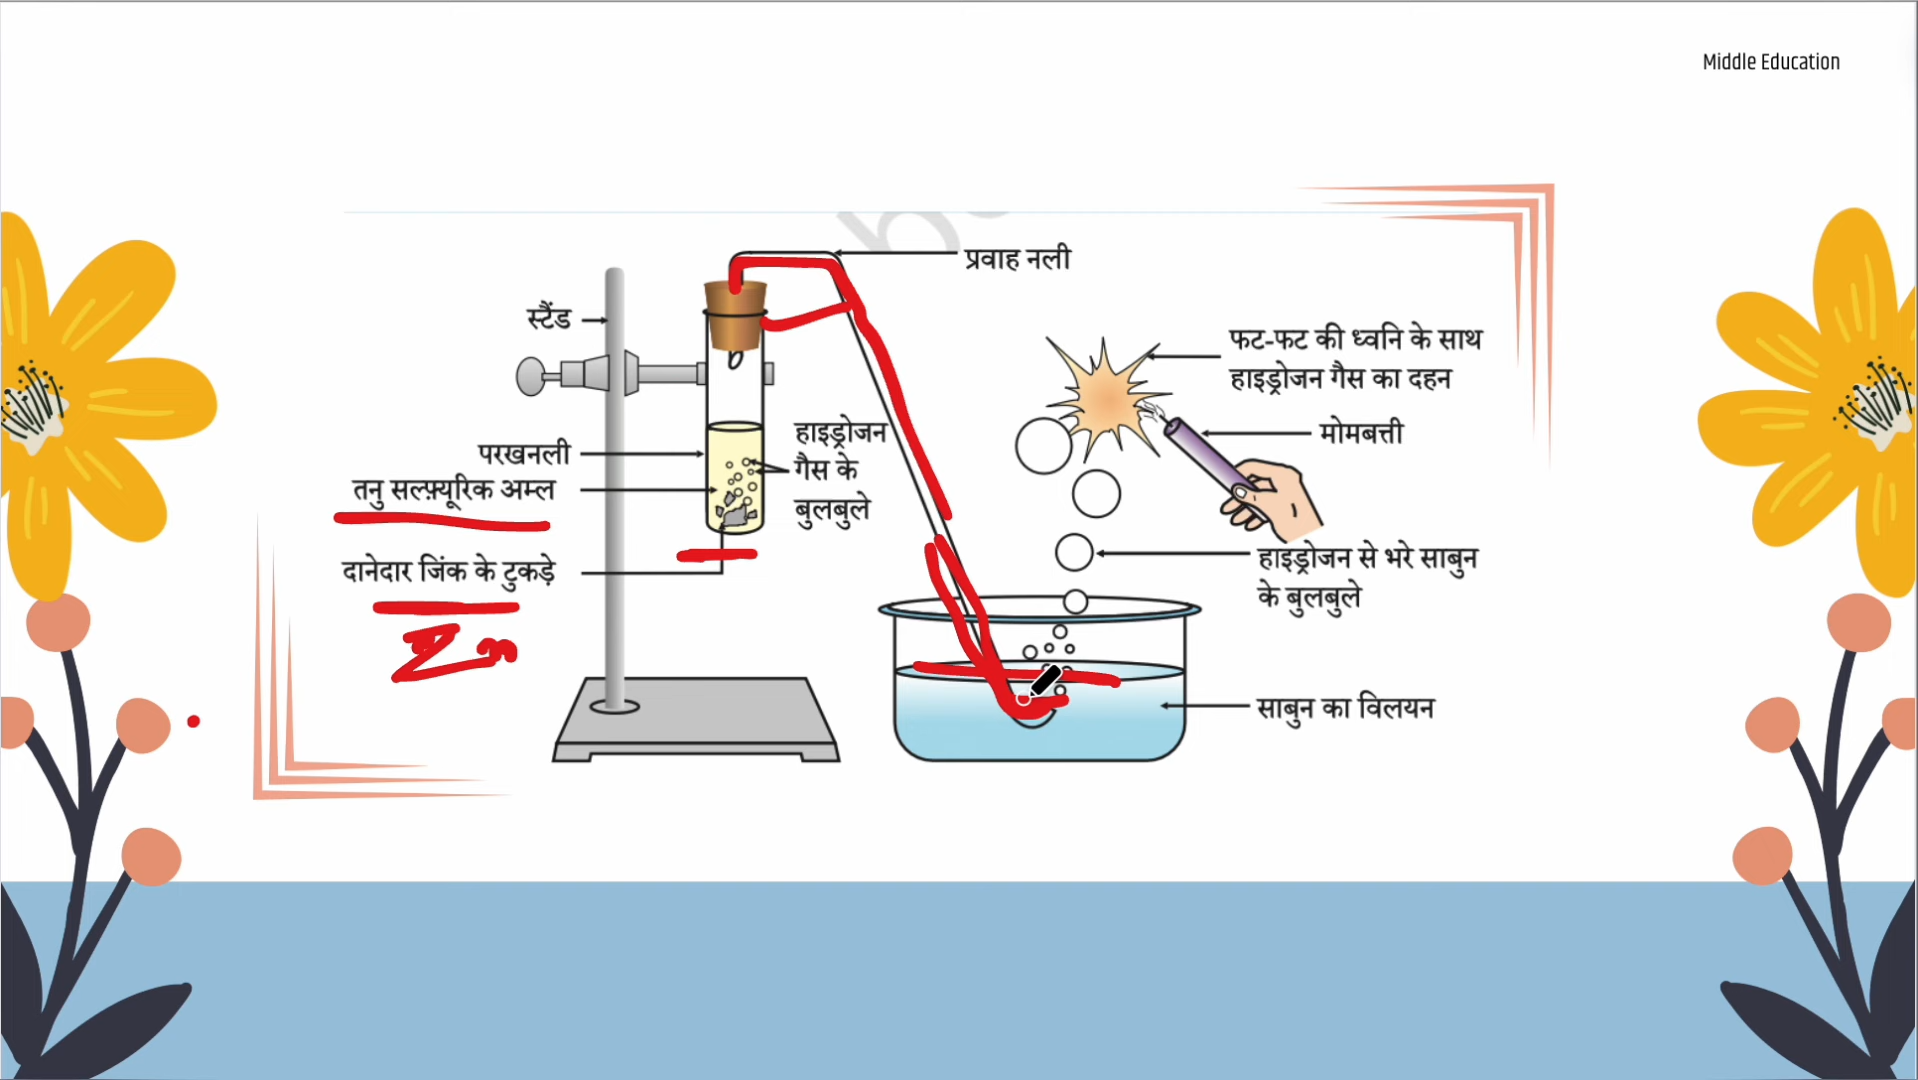 Middle Education
प्रवाह नली
स्टैंड
फट-फट की ध्वनि के साथ
हाइड्रोजन गैस का दहन
मोमबत्ती
हाइड्रोजन
गैस के
बुलबुले
परखनली
तनु सल्फ़्यूरिक अम्ल
दानेदार जिंक के टुकड़े
Zn
हाइड्रोजन से भरे साबुन
के बुलबुले
साबुन का विलयन